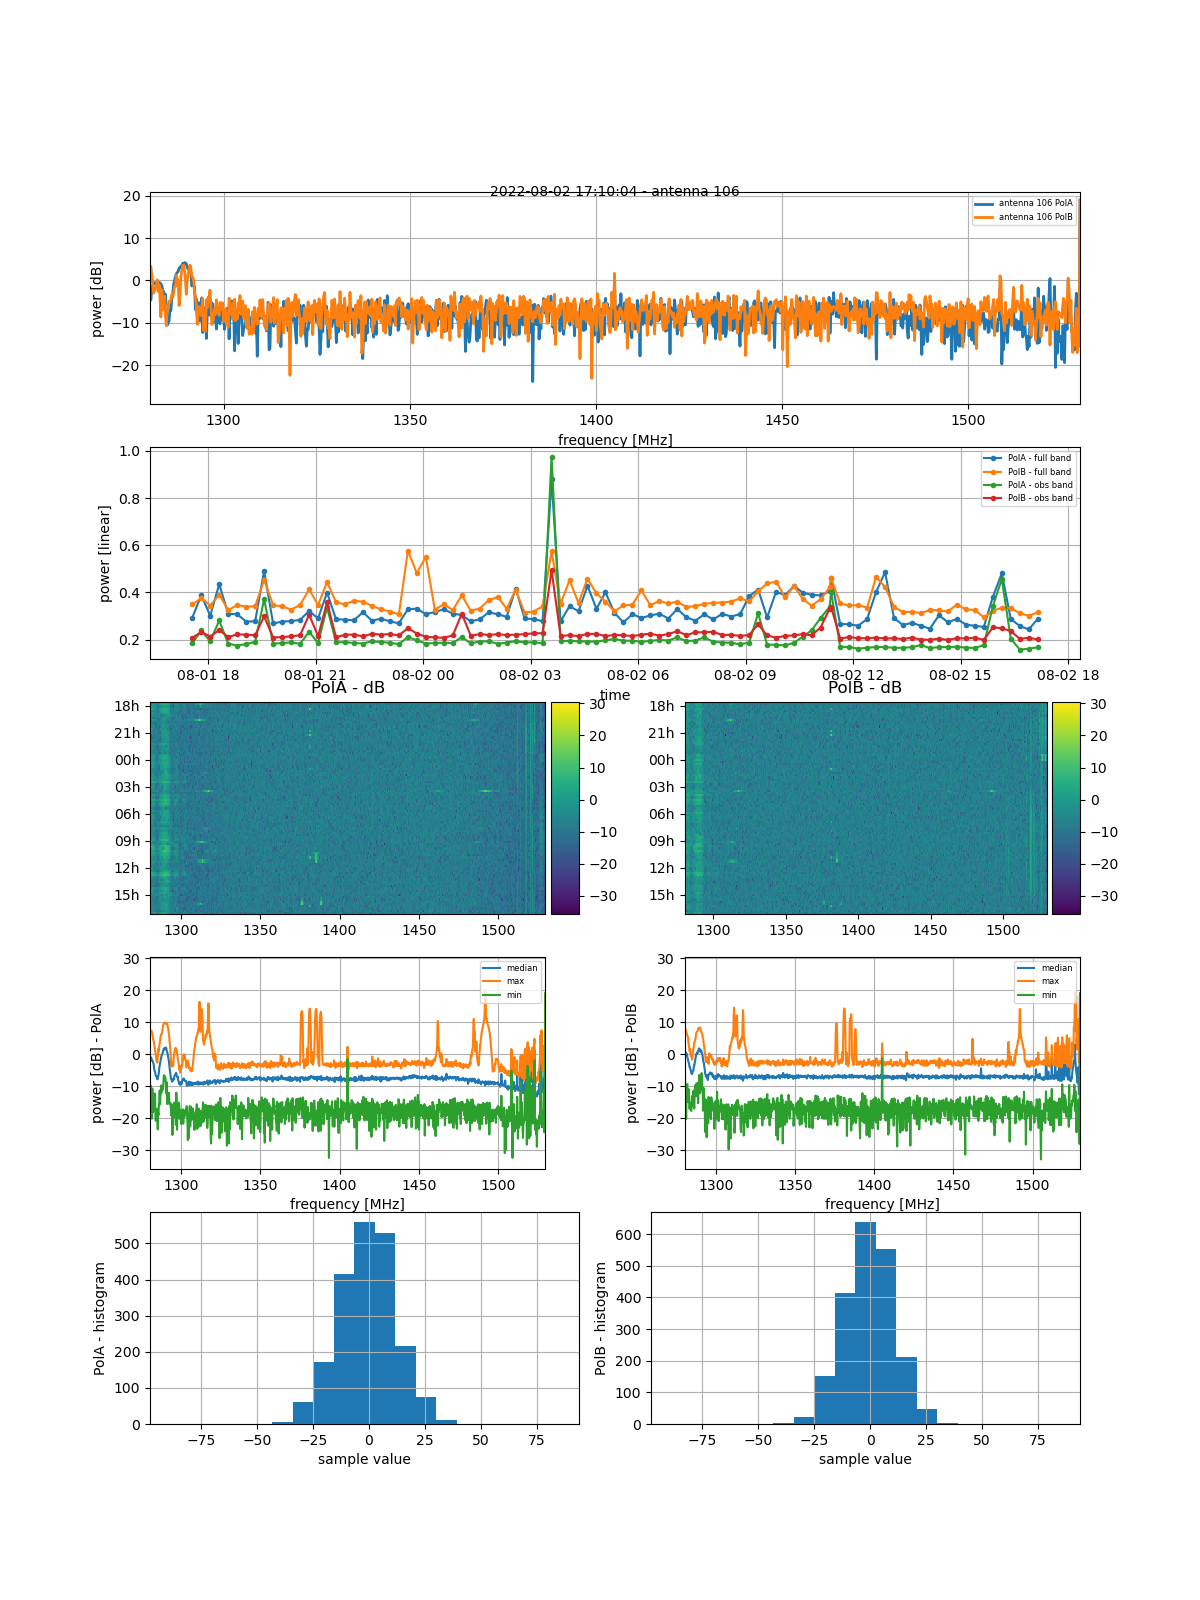 2022-08-02 17:10:04 - antenna 106
20
10
0
−10
−20
power [dB]
antenna 106 PolA
antenna 106 PolB
1300 1350 1400 1450 1500
frequency [MHz]
1.0
0.8
0.6
0.4
0.2
power [linear]
PolA - full band
PolB - full band
PolA - obs band
PolB - obs band
08-01 18 08-01 21 08-02 00 08-02 03 08-02 06 08-02 09 08-02 12 08-02 15 08-02 18
time
PolA - dB
18h
21h
00h
03h
06h
09h
12h
15h
1300 1350 1400 1450 1500
30
20
10
0
−10
−20
−30
PolB - dB
18h
21h
00h
03h
06h
09h
12h
15h
1300 1350 1400 1450 1500
30
20
10
0
−10
−20
−30
30
20
10
0
−10
−20
−30
power [dB] - PolA
median
max
min
1300 1350 1400 1450 1500
frequency [MHz]
30
20
10
0
−10
−20
−30
power [dB] - PolB
median
max
min
1300 1350 1400 1450 1500
frequency [MHz]
500
400
300
200
100
0
PolA - histogram
−75 −50 −25 0 25 50 75
sample value
600
500
400
300
200
100
0
PolB - histogram
−75 −50 −25 0 25 50 75
sample value